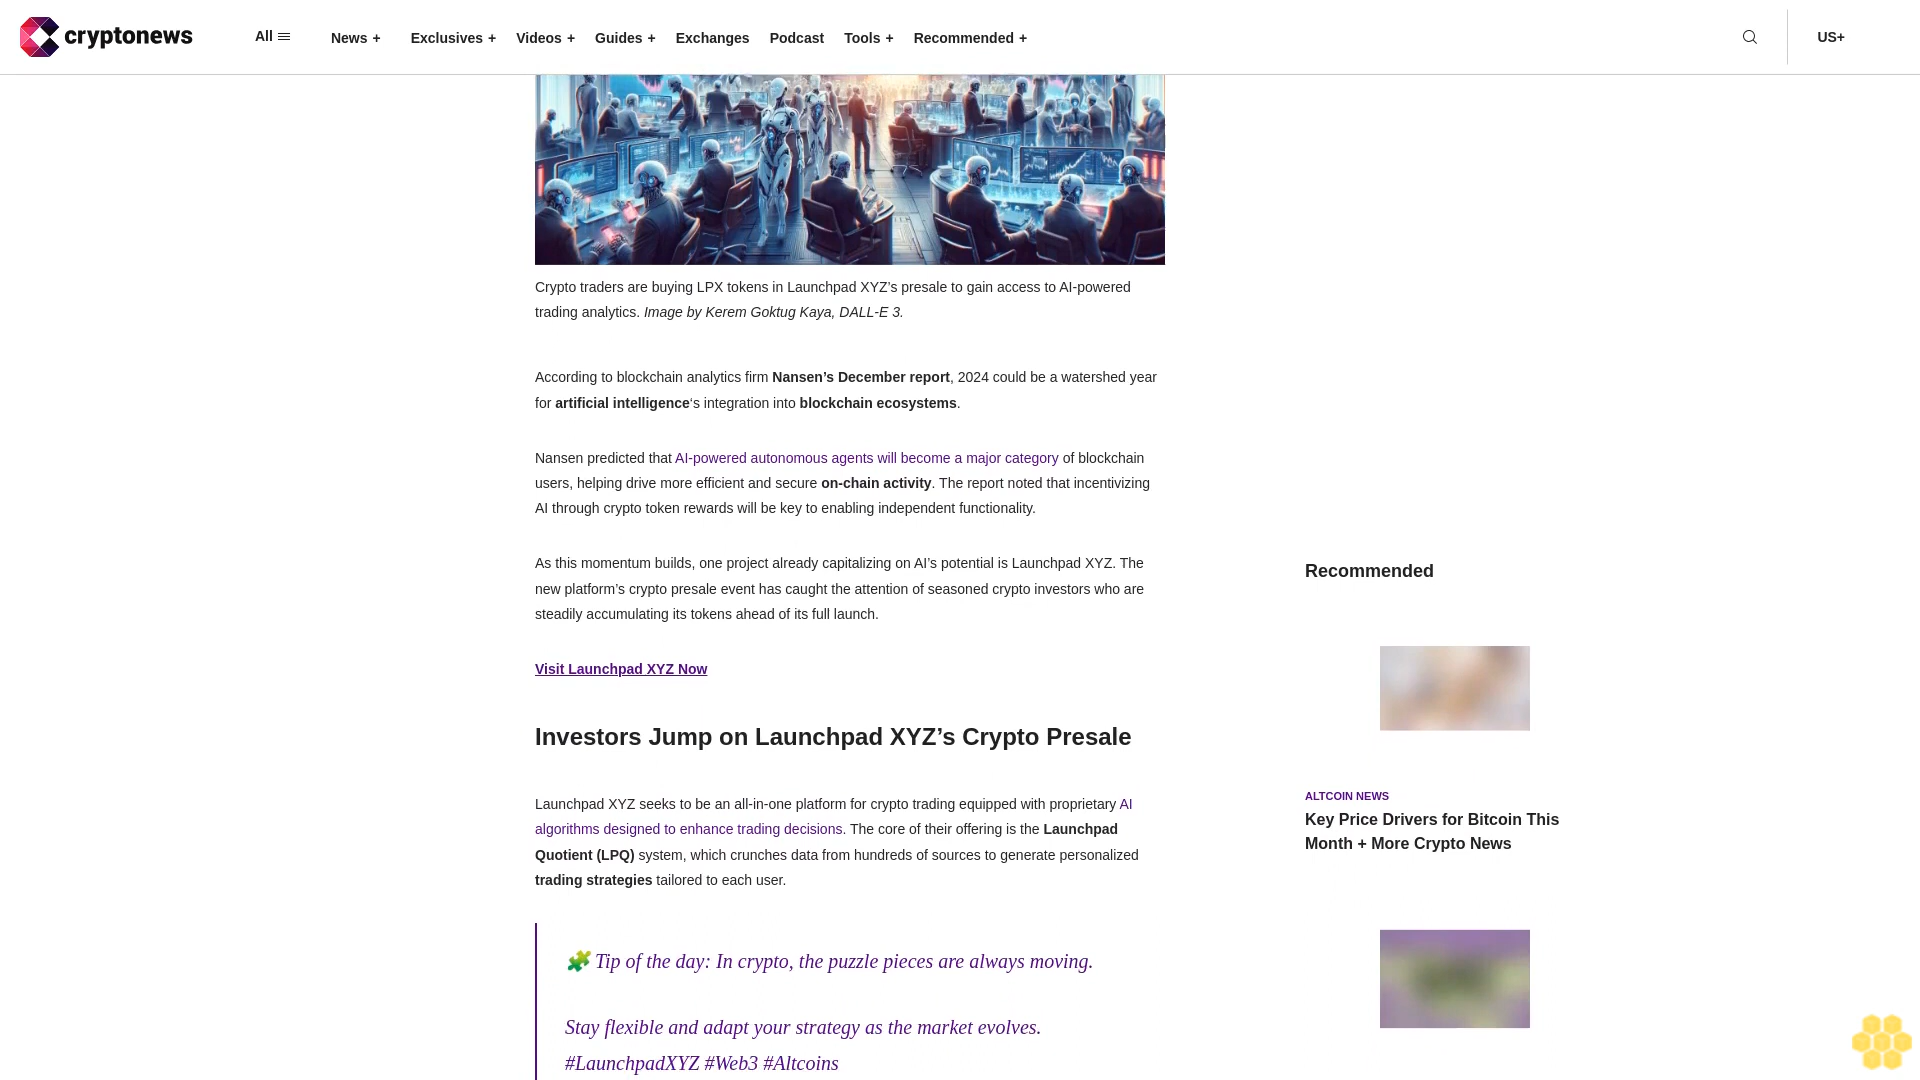 cryptonews
All
News +
Exclusives +
Videos +
Guides +
Exchanges
Podcast
Tools +
Recommended +
US+
Crypto traders are buying LPX tokens in Launchpad XYZ’s presale to gain access to AI-powered
trading analytics. Image by Kerem Goktug Kaya, DALL-E 3.
According to blockchain analytics firm Nansen’s December report, 2024 could be a watershed year
for artificial intelligence‘s integration into blockchain ecosystems.
Nansen predicted that AI-powered autonomous agents will become a major category of blockchain
users, helping drive more efficient and secure on-chain activity. The report noted that incentivizing
AI through crypto token rewards will be key to enabling independent functionality.
As this momentum builds, one project already capitalizing on AI’s potential is Launchpad XYZ. The
new platform’s crypto presale event has caught the attention of seasoned crypto investors who are
steadily accumulating its tokens ahead of its full launch.
Visit Launchpad XYZ Now
Investors Jump on Launchpad XYZ’s Crypto Presale
Launchpad XYZ seeks to be an all-in-one platform for crypto trading equipped with proprietary AI
algorithms designed to enhance trading decisions. The core of their offering is the Launchpad
Quotient (LPQ) system, which crunches data from hundreds of sources to generate personalized
trading strategies tailored to each user.
🧩 Tip of the day: In crypto, the puzzle pieces are always moving.
Stay flexible and adapt your strategy as the market evolves.
#LaunchpadXYZ #Web3 #Altcoins
Recommended
ALTCOIN NEWS
Key Price Drivers for Bitcoin This
Month + More Crypto News